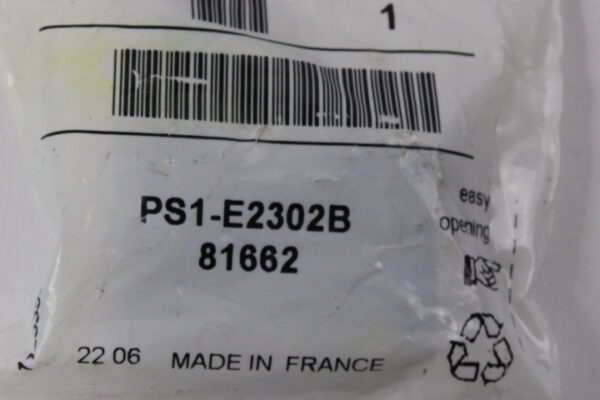 1
PS1-E2302B
81662
easy
opening
22 06 MADE IN FRANCE